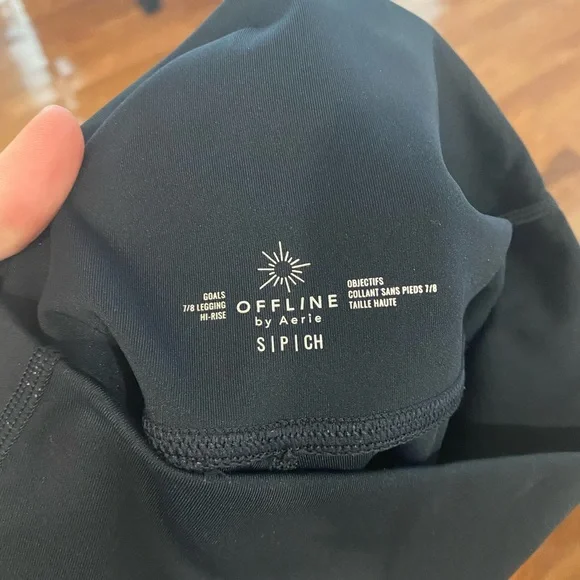 GOALS
7/8 LEGGING
HI-RISE
OFFLINE
by Aerie
S|P|CH
OBJECTIFS
COLLANT SANS PIEDS 7/8
TAILLE HAUTE